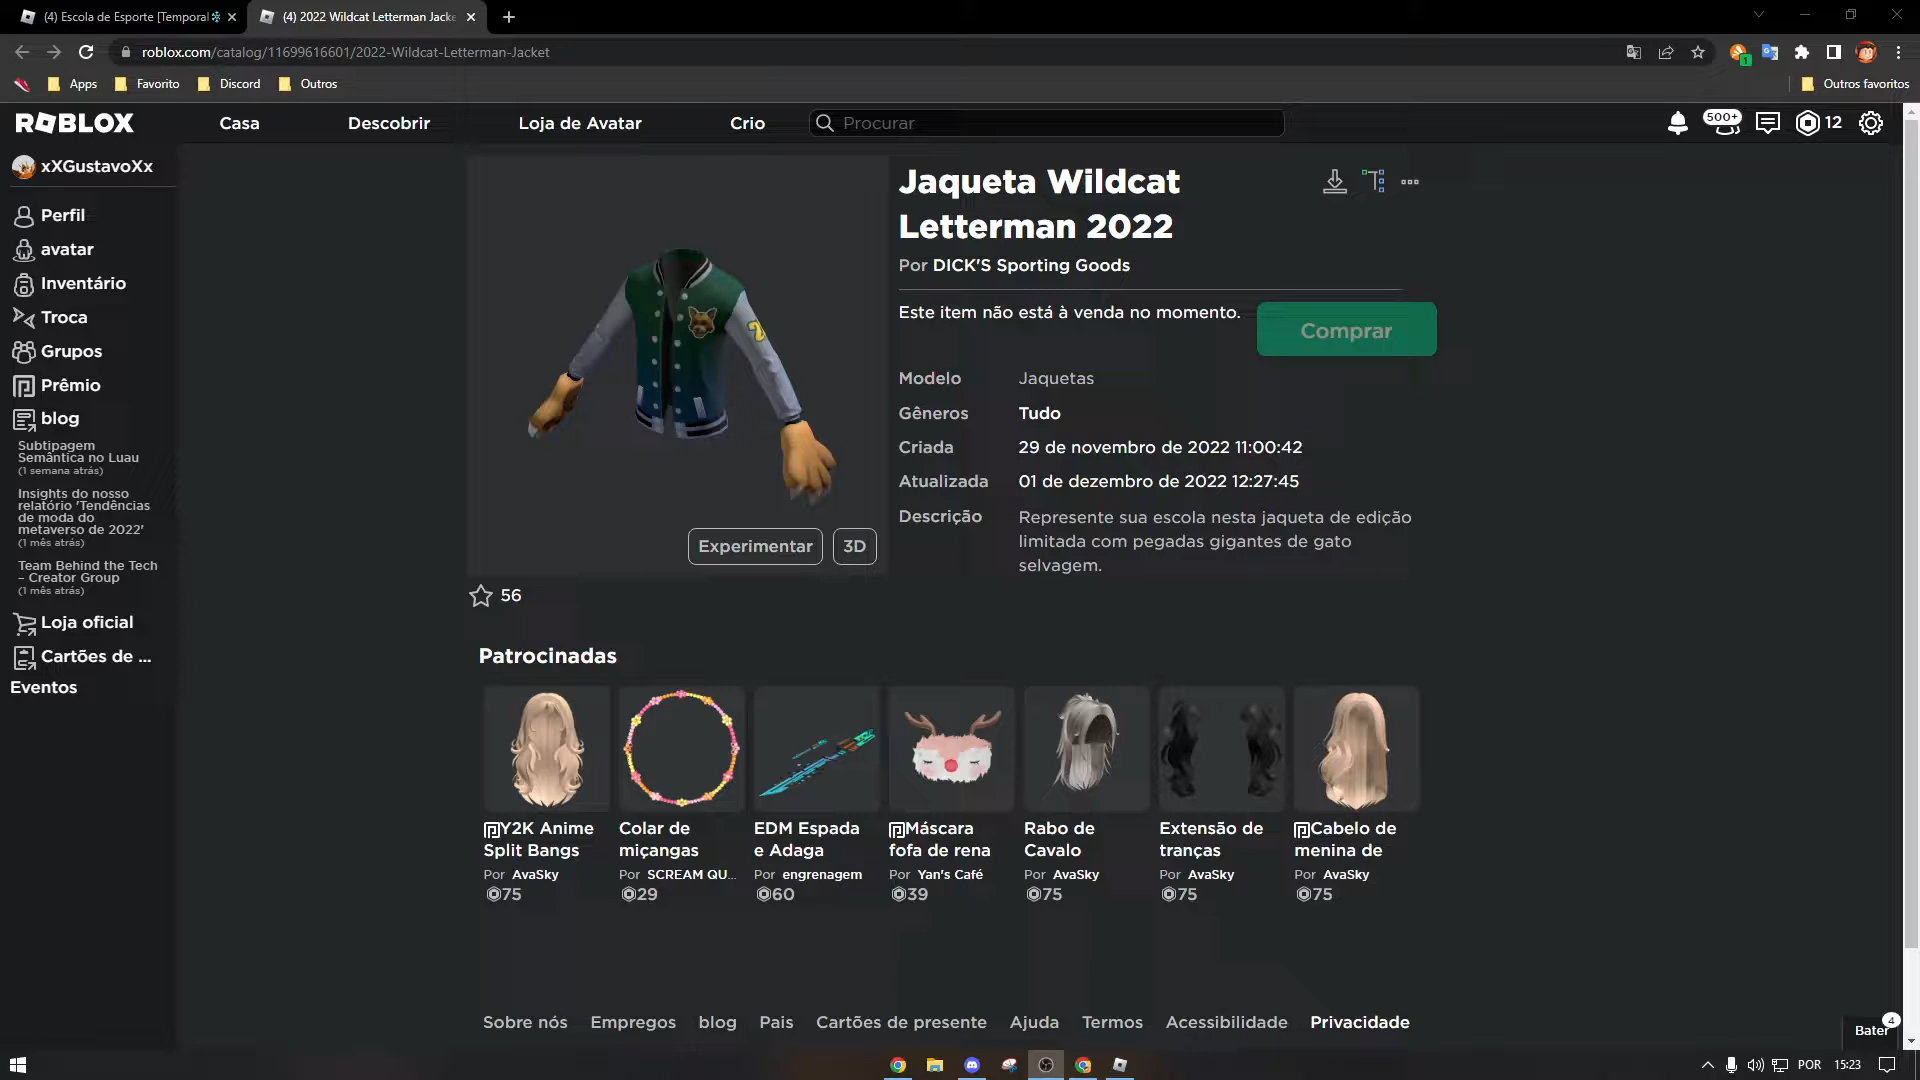 (4) Escola de Esporte [Temporal
(4) 2022 Wildcat Letterman Jacke
roblox.com/catalog/11699616601/2022-Wildcat-Letterman-Jacket
1
Apps
Favorito
Discord
Outros
Outros favoritos
ROBLOX
Casa
Descobrir
Loja de Avatar
Crio
Procurar
500+
12
xXGustavoXx
Perfil
avatar
Inventário
Troca
Grupos
Prêmio
blog
Subtipagem
Semântica no Luau
(1 semana atrás)
Insights do nosso
relatório 'Tendências
de moda do
metaverso de 2022'
(1 mês atrás)
Team Behind the Tech
– Creator Group
(1 mês atrás)
Loja oficial
Cartões de ...
Eventos
Jaqueta Wildcat
Letterman 2022
Por DICK'S Sporting Goods
Este item não está à venda no momento.
Comprar
Modelo Jaquetas
Gêneros Tudo
Criada 29 de novembro de 2022 11:00:42
Atualizada 01 de dezembro de 2022 12:27:45
Descrição Represente sua escola nesta jaqueta de edição
limitada com pegadas gigantes de gato
selvagem.
Experimentar
3D
56
Patrocinadas
Y2K Anime
Split Bangs
Por AvaSky
75
Colar de
miçangas
Por SCREAM QU...
29
EDM Espada
e Adaga
Por engrenagem
60
Máscara
fofa de rena
Por Yan's Café
39
Rabo de
Cavalo
Por AvaSky
75
Extensão de
tranças
Por AvaSky
75
Cabelo de
menina de
Por AvaSky
75
Sobre nós
Empregos
blog
Pais
Cartões de presente
Ajuda
Termos
Acessibilidade
Privacidade
Bater
4
POR
15:23